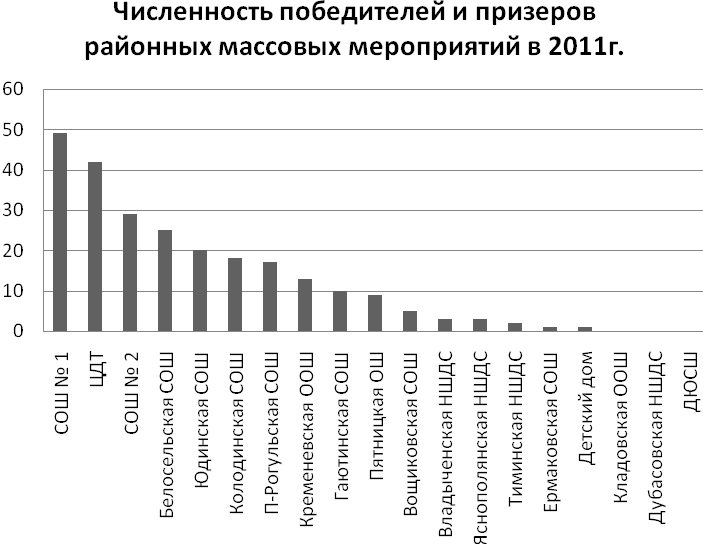 Численность победителей и призеров
районных массовых мероприятий в 2011г.
60
50
40
30
20
10
0
СОШ № 1
ЦДТ
СОШ № 2
Белосельская СОШ
Юдинская СОШ
Колодинская СОШ
П-Рогульская СОШ
Кременевская ООШ
Гаютинская СОШ
Пятницкая ОШ
Вощиковская СОШ
Владыченская НШДС
Яснополянская НШДС
Тиминская НШДС
Ермаковская СОШ
Детский дом
Кладовская ООШ
Дубасовская НШДС
ДЮСШ